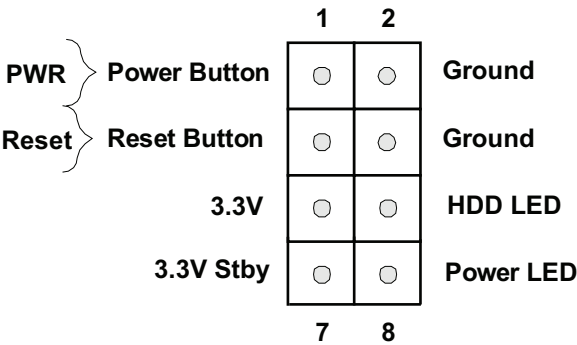 1 2
PWR Power Button Ground
Reset Reset Button Ground
3.3V HDD LED
3.3V Stby Power LED
7 8